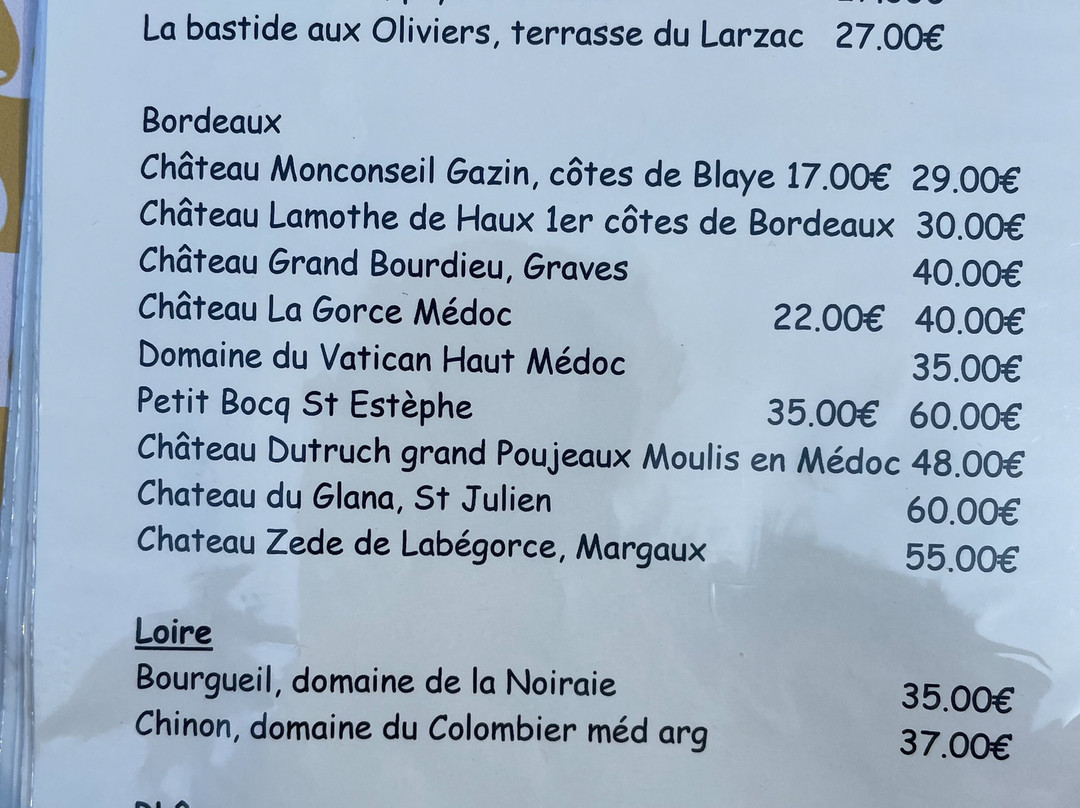 La bastide aux Oliviers, terrasse du Larzac 27.00€
Bordeaux
Château Monconseil Gazin, côtes de Blaye 17.00€ 29.00€
Château Lamothe de Haux 1er côtes de Bordeaux 30.00€
Château Grand Bourdieu, Graves 40.00€
Château La Gorce Médoc 22.00€ 40.00€
Domaine du Vatican Haut Médoc 35.00€
Petit Bocq St Estèphe 35.00€ 60.00€
Château Dutruch grand Poujeaux Moulis en Médoc 48.00€
Chateau du Glana, St Julien 60.00€
Chateau Zede de Labégorce, Margaux 55.00€
Loire
Bourgueil, domaine de la Noiraie 35.00€
Chinon, domaine du Colombier méd arg 37.00€